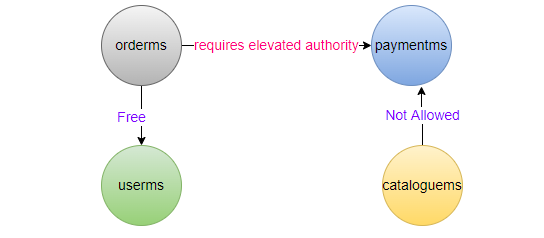 orderms
requires elevated authority
paymentms
Free
Not Allowed
userms
cataloguems